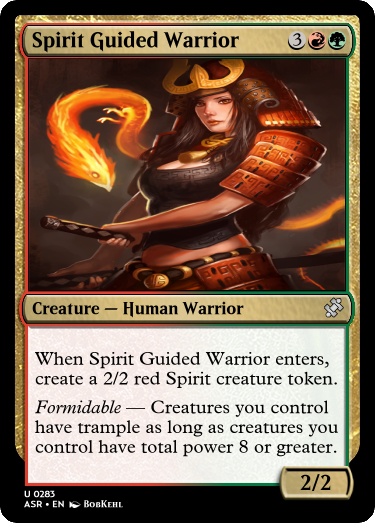 Spirit Guided Warrior 3
Creature — Human Warrior
When Spirit Guided Warrior enters,
create a 2/2 red Spirit creature token.
Formidable — Creatures you control
have trample as long as creatures you
control have total power 8 or greater.
2/2
U 0283
ASR • EN BobKehl